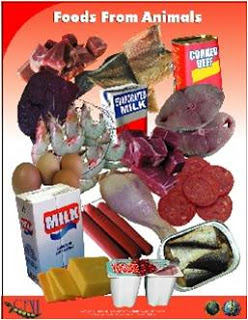 Foods From Animals
CORNED
BEEF
EVAPORATED
MILK
MILK